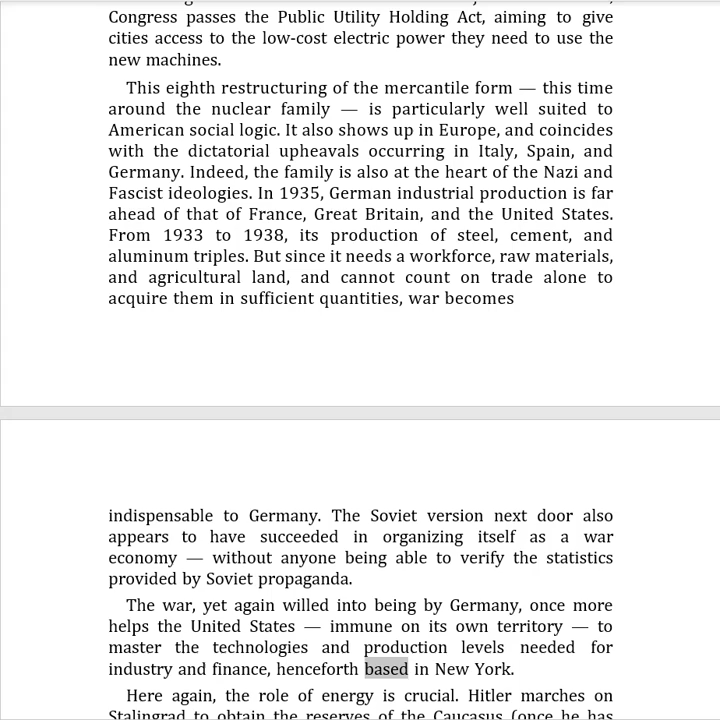 Congress passes the Public Utility Holding Act, aiming to give
cities access to the low-cost electric power they need to use the
new machines.
This eighth restructuring of the mercantile form — this time
around the nuclear family — is particularly well suited to
American social logic. It also shows up in Europe, and coincides
with the dictatorial upheavals occurring in Italy, Spain, and
Germany. Indeed, the family is also at the heart of the Nazi and
Fascist ideologies. In 1935, German industrial production is far
ahead of that of France, Great Britain, and the United States.
From 1933 to 1938, its production of steel, cement, and
aluminum triples. But since it needs a workforce, raw materials,
and agricultural land, and cannot count on trade alone to
acquire them in sufficient quantities, war becomes
indispensable to Germany. The Soviet version next door also
appears to have succeeded in organizing itself as a war
economy — without anyone being able to verify the statistics
provided by Soviet propaganda.
The war, yet again willed into being by Germany, once more
helps the United States — immune on its own territory — to
master the technologies and production levels needed for
industry and finance, henceforth based in New York.
Here again, the role of energy is crucial. Hitler marches on
Stalingrad to obtain the reserves of the Caucasus (once he has